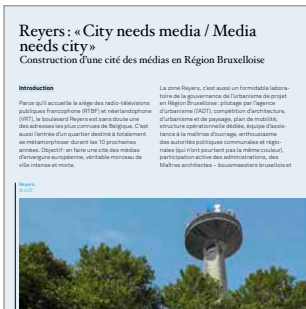 Reyers : « City needs media / Media
needs city »
Construction d'une cité des médias en Région Bruxelloise
Introduction
Parce qu'il accueille le siège des radio-télévisions
publiques francophone (RTBF) et néerlandophone
(VRT), le boulevard Reyers est sans doute une
des adresses les plus connues de Belgique. C'est
aussi l'entrée d'un quartier destiné à totalement
se métamorphoser durant les 10 prochaines
années. Objectif : en faire une cité des médias
d'envergure européenne, véritable morceau de
ville intense et mixte.
La zone Reyers, c'est aussi un formidable labora-
toire de la gouvernance de l'urbanisme de projet
en Région Bruxelloise : pilotage par l'agence
d'urbanisme (l'ADT), compétition d'architecture,
d'urbanisme et de paysage, plan de mobilité,
structure opérationnelle dédiée, équipe d'assis-
tance à la maîtrise d'ouvrage, enthousiasme
des autorités politiques communales et régio-
nales (qui n'ont pourtant pas la même couleur),
participation active des administrations, des
Maîtres architectes – bouwmeesters bruxellois et
Reyers.
© ADT